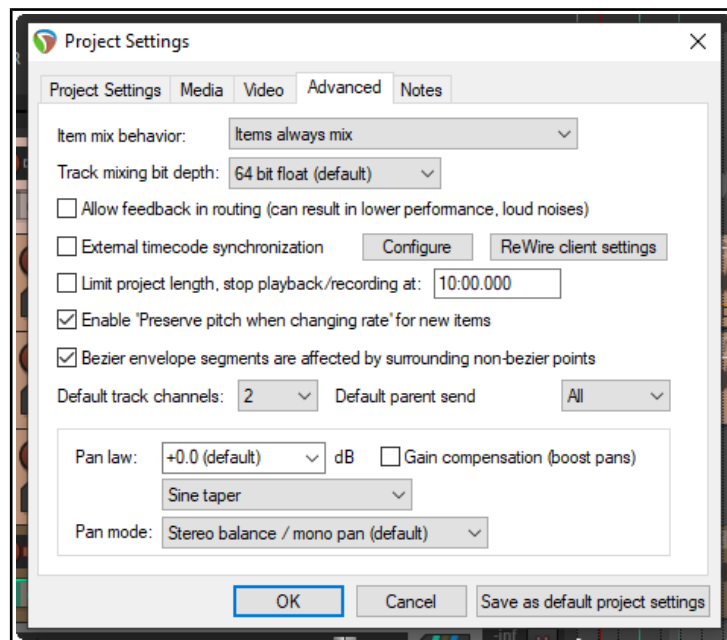 Project Settings
Project Settings Media Video Advanced Notes
Item mix behavior: Items always mix
Track mixing bit depth: 64 bit float (default)
Allow feedback in routing (can result in lower performance, loud noises)
External timecode synchronization Configure ReWire client settings
Limit project length, stop playback/recording at: 10:00.000
Enable 'Preserve pitch when changing rate' for new items
Bezier envelope segments are affected by surrounding non-bezier points
Default track channels: 2 Default parent send All
Pan law: +0.0 (default) dB Gain compensation (boost pans)
Sine taper
Pan mode: Stereo balance / mono pan (default)
OK Cancel Save as default project settings
-inf